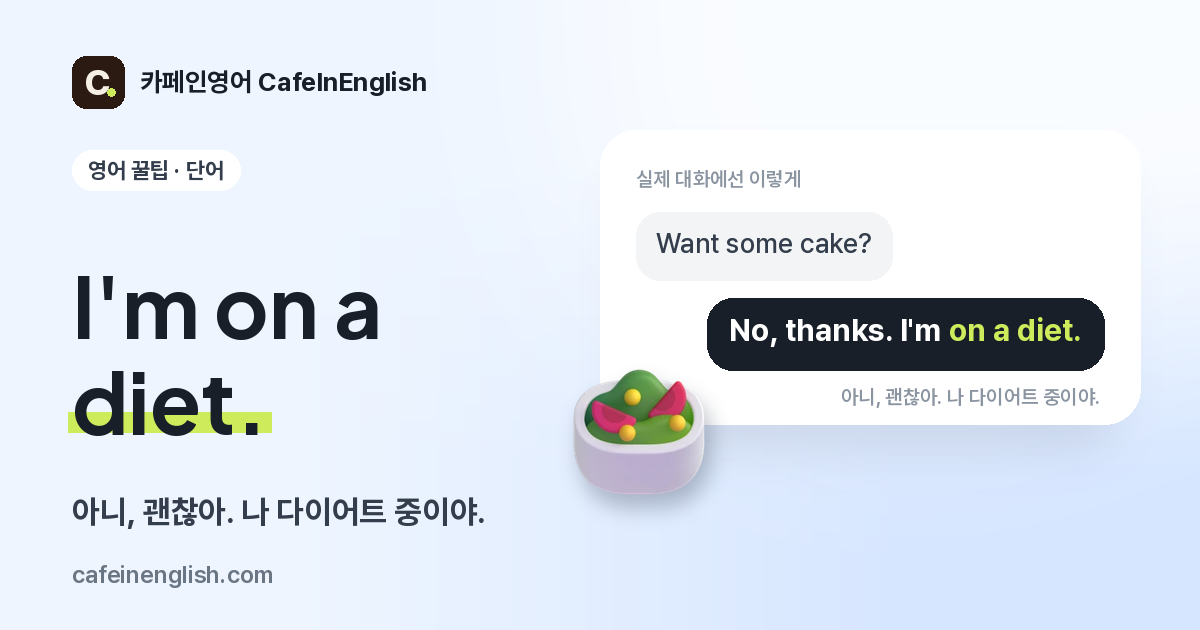 C
카페인영어 CafeInEnglish
영어 꿀팁 · 단어
I'm on a
diet.
아니, 괜찮아. 나 다이어트 중이야.
cafeinenglish.com
실제 대화에선 이렇게
Want some cake?
No, thanks. I'm on a diet.
아니, 괜찮아. 나 다이어트 중이야.